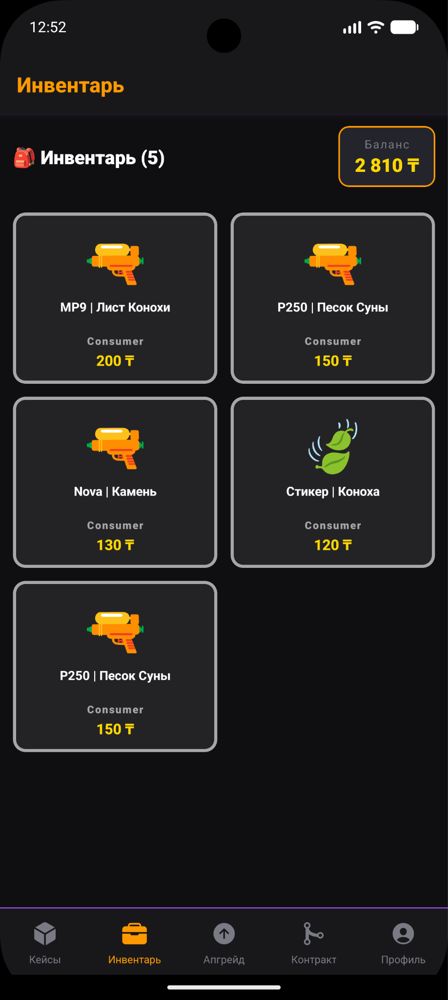 12:52
Инвентарь
🎒 Инвентарь (5)
Баланс
2 810 ₸
MP9 | Лист Конохи
Consumer
200 ₸
P250 | Песок Суны
Consumer
150 ₸
Nova | Камень
Consumer
130 ₸
Стикер | Коноха
Consumer
120 ₸
P250 | Песок Суны
Consumer
150 ₸
Кейсы
Инвентарь
Апгрейд
Контракт
Профиль